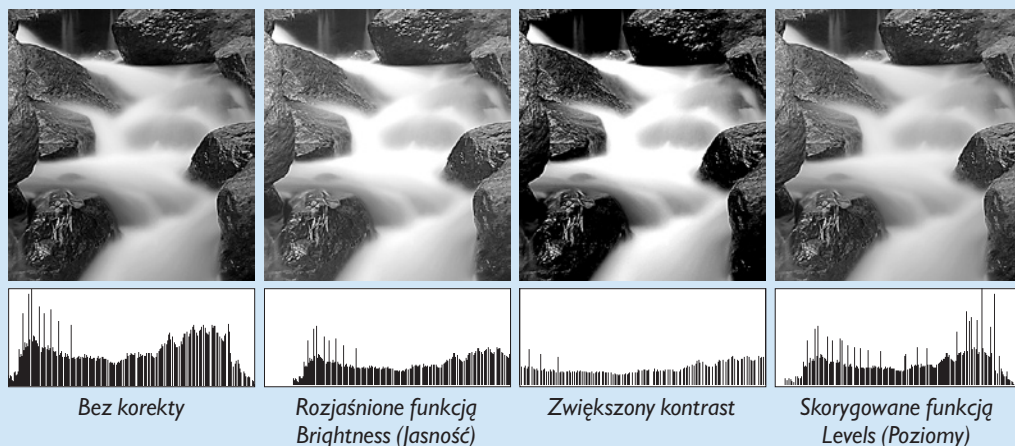 Bez korekty
Rozjaśnione funkcją
Brightness (Jasność)
Zwiększony kontrast
Skorygowane funkcją
Levels (Poziomy)